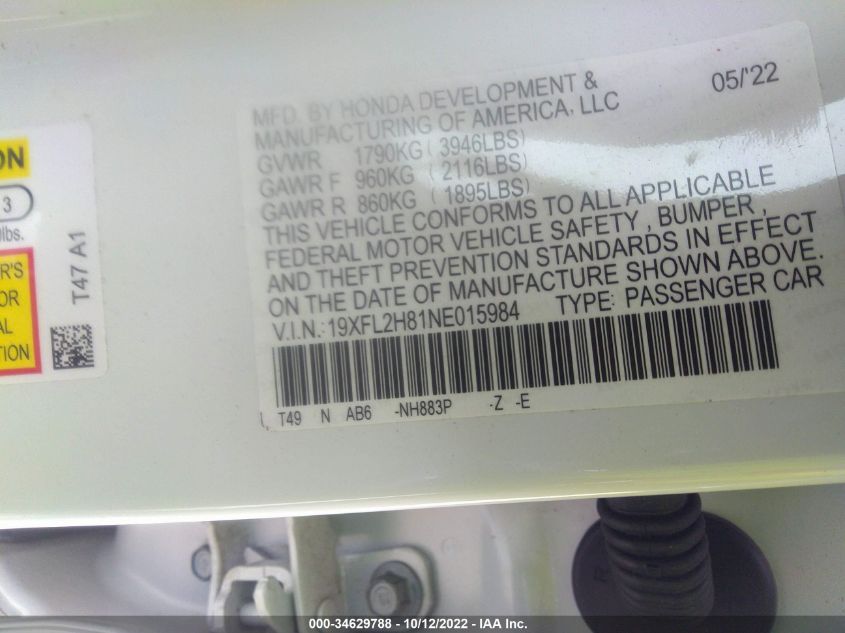 ON
3
lbs.
R'S
OR
AL
TION
T47 A1
05/'22
MFD. BY HONDA DEVELOPMENT &
MANUFACTURING OF AMERICA, LLC
GVWR 1790KG ( 3946LBS)
GAWR F 960KG ( 2116LBS)
GAWR R 860KG ( 1895LBS)
THIS VEHICLE CONFORMS TO ALL APPLICABLE
FEDERAL MOTOR VEHICLE SAFETY , BUMPER ,
AND THEFT PREVENTION STANDARDS IN EFFECT
ON THE DATE OF MANUFACTURE SHOWN ABOVE.
V.I.N.: 19XFL2H81NE015984 TYPE: PASSENGER CAR
T49 N AB6 -NH883P -Z -E
000-34629788 - 10/12/2022 - IAA Inc.